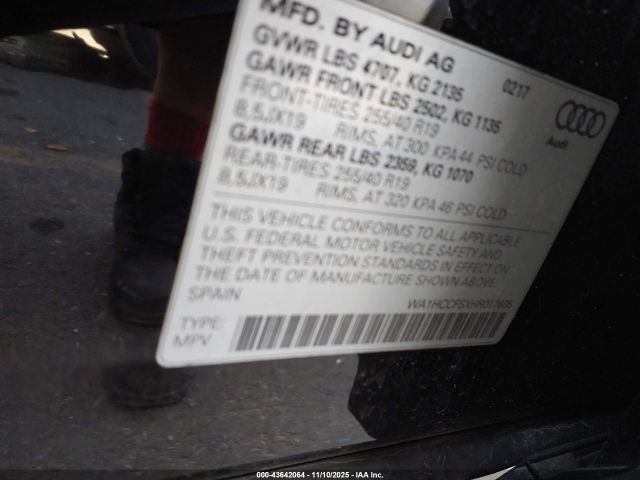 MFD. BY AUDI AG
GVWR LBS 4707, KG 2135 0217
GAWR FRONT LBS 2502, KG 1135
FRONT-TIRES 255/40 R19
8,5JX19 RIMS, AT 300 KPA 44 PSI COLD
GAWR REAR LBS 2359, KG 1070
REAR-TIRES 255/40 R19
8,5JX19 RIMS, AT 320 KPA 46 PSI COLD
Audi
THIS VEHICLE CONFORMS TO ALL APPLICABLE
U.S. FEDERAL MOTOR VEHICLE SAFETY AND
THEFT PREVENTION STANDARDS IN EFFECT ON
THE DATE OF MANUFACTURE SHOWN ABOVE.
SPAIN
WA1HCCFSXHR017605
TYPE:
MPV
000-43642064 - 11/10/2025 - IAA Inc.